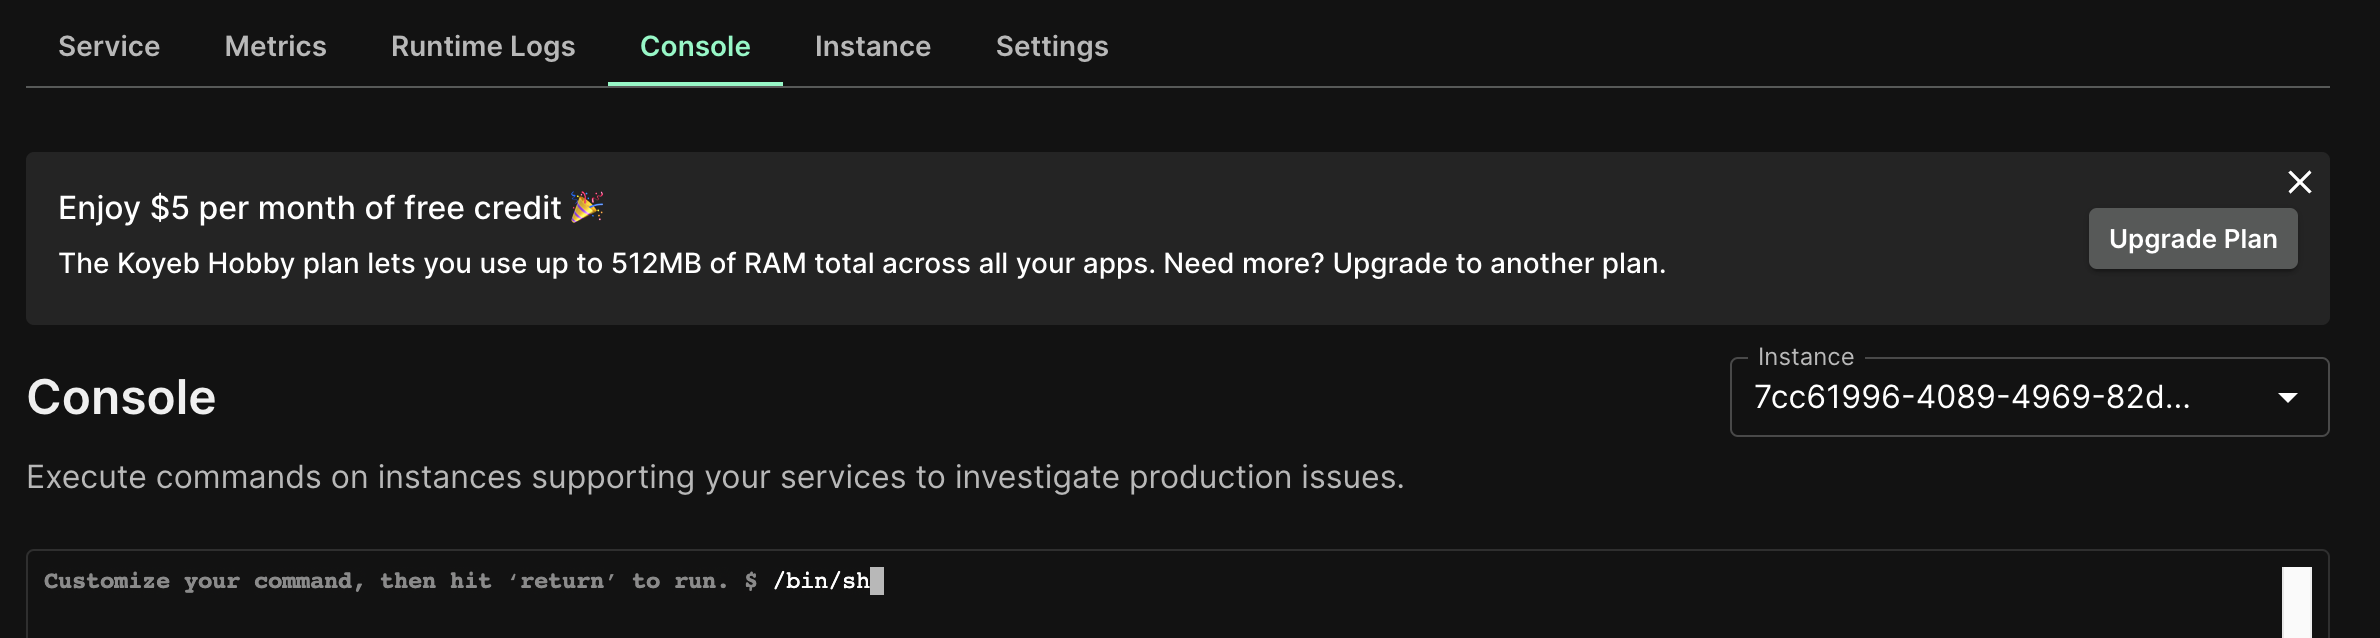 Service Metrics Runtime Logs Console Instance Settings
Enjoy $5 per month of free credit 🎉
The Koyeb Hobby plan lets you use up to 512MB of RAM total across all your apps. Need more? Upgrade to another plan.
Upgrade Plan
Console
Instance
7cc61996-4089-4969-82d...
Execute commands on instances supporting your services to investigate production issues.
Customize your command, then hit ‘return’ to run. $ /bin/sh